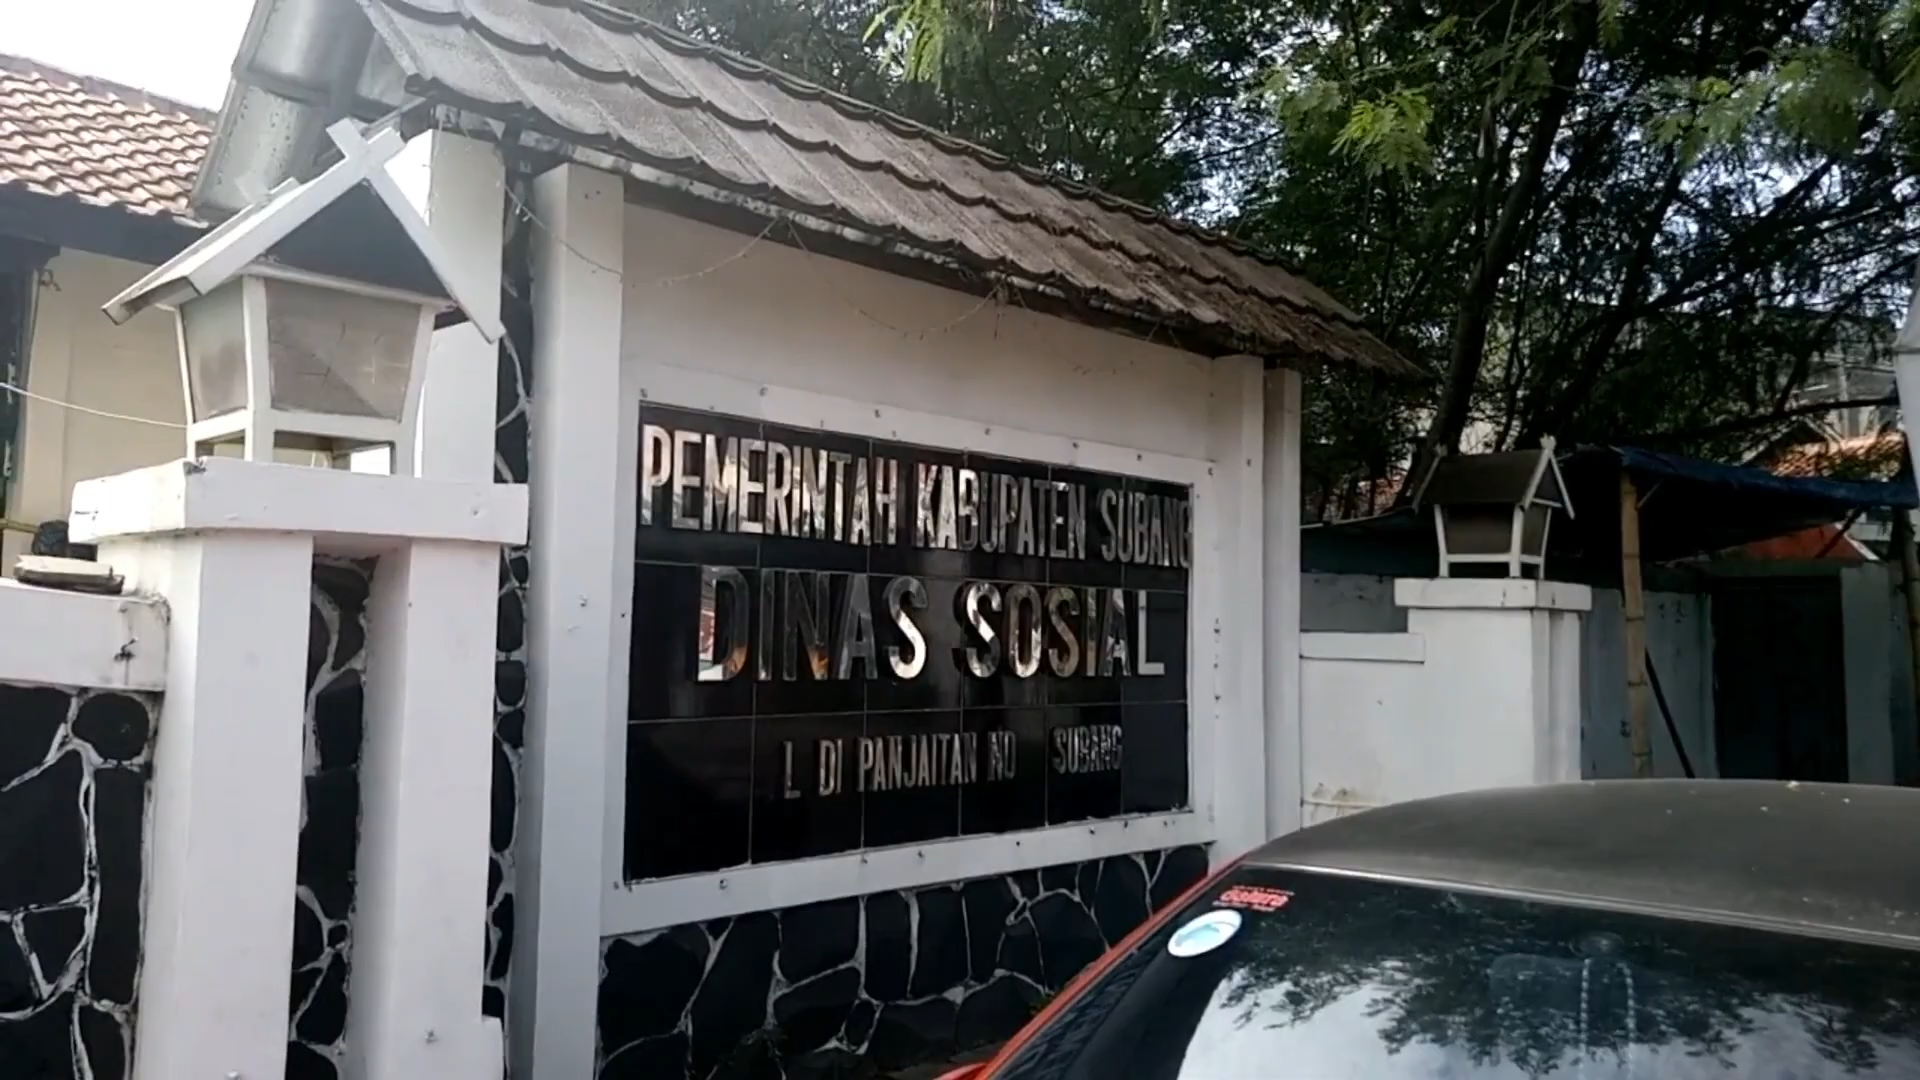 PEMERINTAH KABUPATEN SUBANG
DINAS SOSIAL
L DI PANJAITAN NO SUBANG